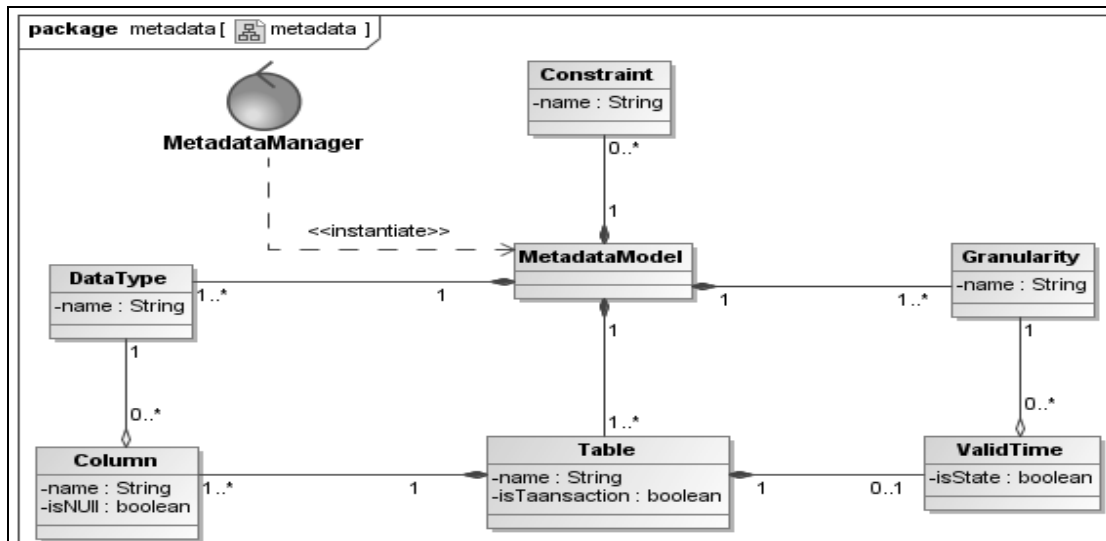 package metadata [ metadata ]
Constraint
-name : String
MetadataManager
0..*
1
<<instantiate>>
MetadataModel
DataType
-name : String
1..*
1
Granularity
-name : String
1
1..*
1
1
1
0..*
1..*
0..*
Column
-name : String
-isNUll : boolean
1..*
1
Table
-name : String
-isTaansaction : boolean
1
0..1
ValidTime
-isState : boolean